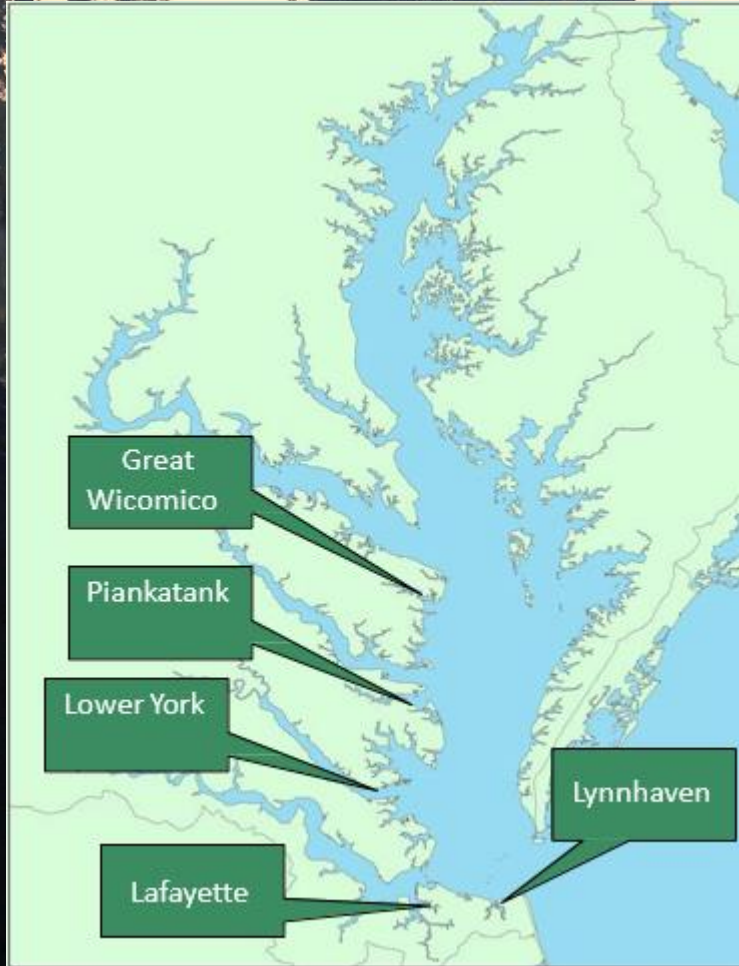 Great
Wicomico
Piankatank
Lower York
Lynnhaven
Lafayette